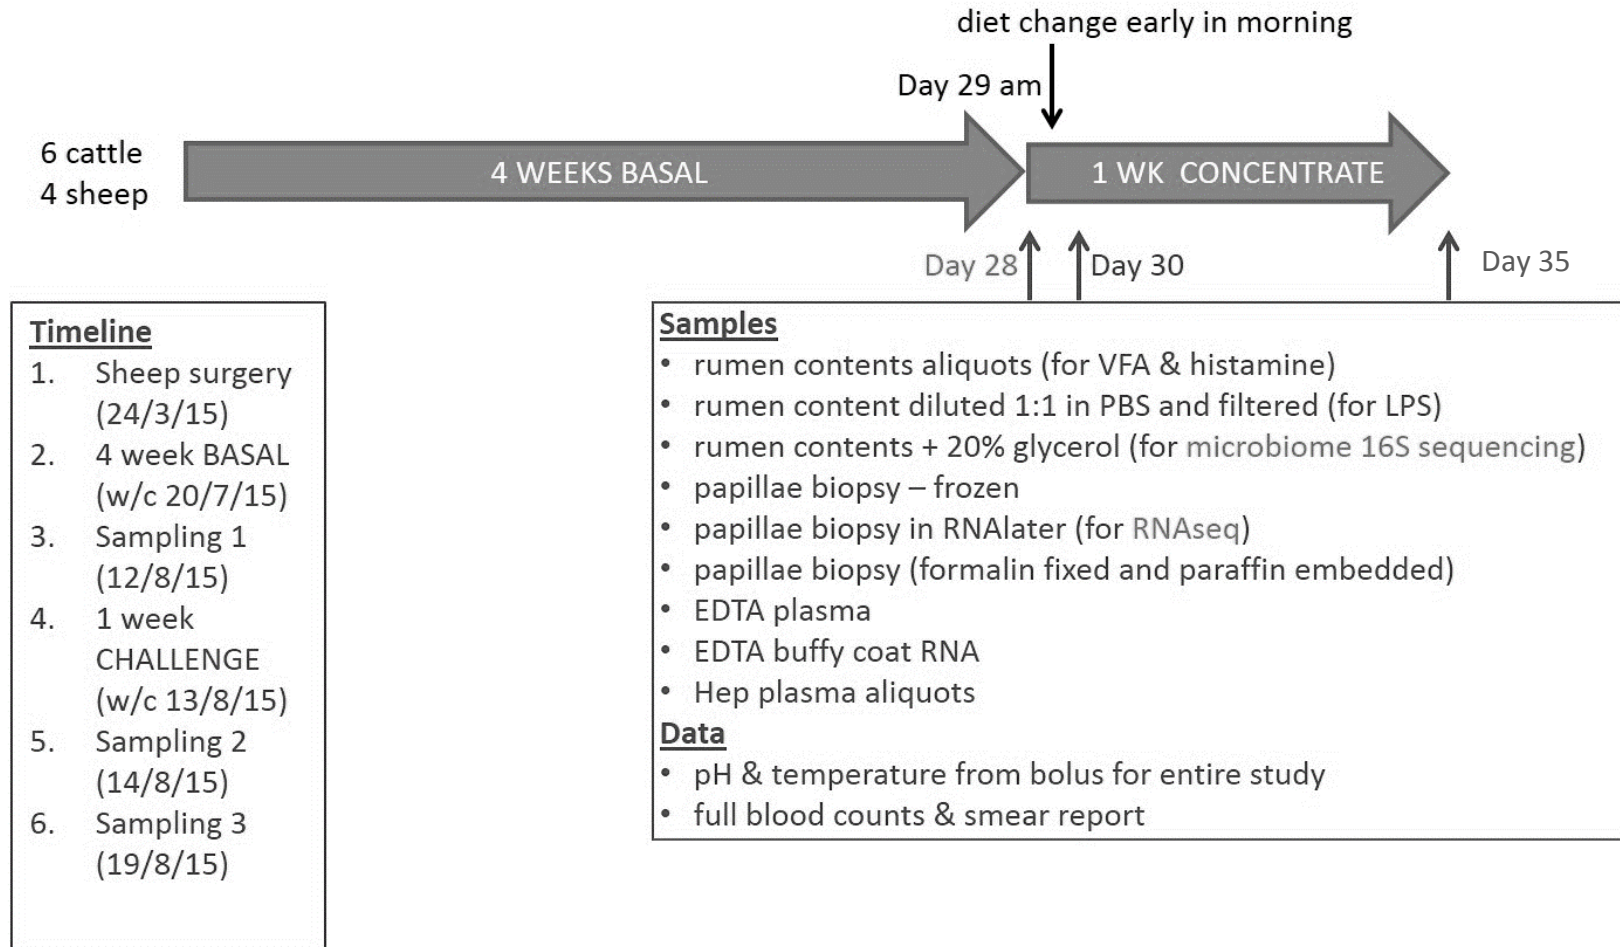 diet change early in morning
Day 29 am
6 cattle
4 sheep
4 WEEKS BASAL
1 WK CONCENTRATE
Day 28
Day 30
Day 35
Timeline
1. Sheep surgery
(24/3/15)
2. 4 week BASAL
(w/c 20/7/15)
3. Sampling 1
(12/8/15)
4. 1 week
CHALLENGE
(w/c 13/8/15)
5. Sampling 2
(14/8/15)
6. Sampling 3
(19/8/15)
Samples
• rumen contents aliquots (for VFA & histamine)
• rumen content diluted 1:1 in PBS and filtered (for LPS)
• rumen contents + 20% glycerol (for microbiome 16S sequencing)
• papillae biopsy – frozen
• papillae biopsy in RNAlater (for RNAseq)
• papillae biopsy (formalin fixed and paraffin embedded)
• EDTA plasma
• EDTA buffy coat RNA
• Hep plasma aliquots
Data
• pH & temperature from bolus for entire study
• full blood counts & smear report